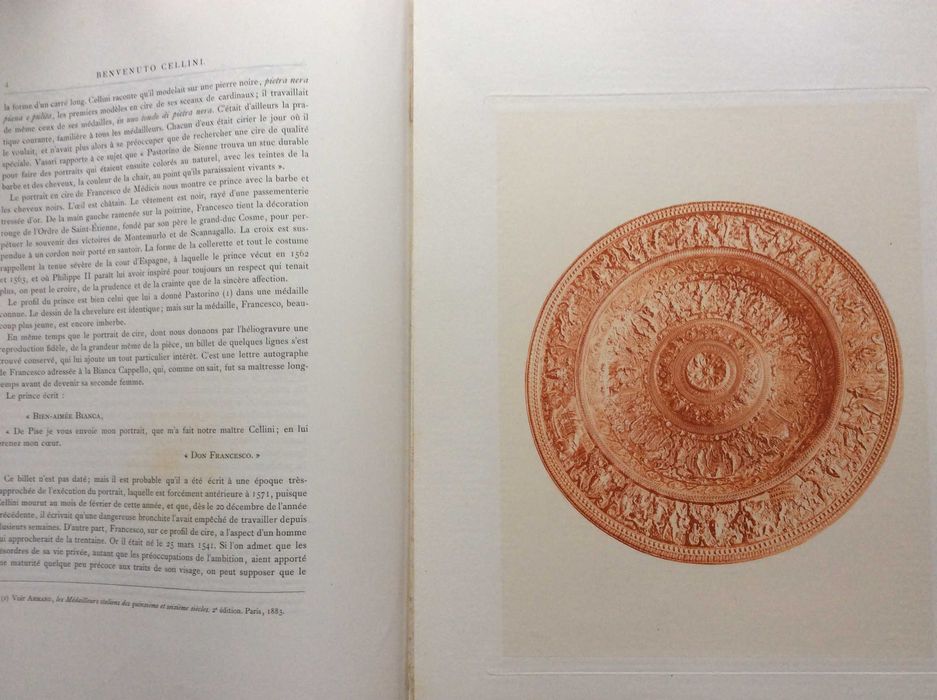 4
BENVENUTO CELLINI.
la forme d'un carré long. Cellini raconte qu'il modelait sur une pierre noire, pietra nera
piana e pulita, les premiers modèles en cire de ses sceaux de cardinaux; il travaillait
de même ceux de ses médailles, in uno tondo di pietra nera. C'était d'ailleurs la pra-
tique courante, familière à tous les médailleurs. Chacun d'eux était cirier le jour où il
le voulait, et n'avait plus alors à se préoccuper que de rechercher une cire de qualité
spéciale. Vasari rapporte à ce sujet que « Pastorino de Sienne trouva un stuc durable
pour faire des portraits qui étaient ensuite colorés au naturel, avec les teintes de la
barbe et des cheveux, la couleur de la chair, au point qu'ils paraissaient vivants ».
Le portrait en cire de Francesco de Médicis nous montre ce prince avec la barbe et
les cheveux noirs. L'œil est châtain. Le vêtement est noir, rayé d'une passementerie
tressée d'or. De la main gauche ramenée sur la poitrine, Francesco tient la décoration
rouge de l'Ordre de Saint-Étienne, fondé par son père le grand-duc Cosme, pour per-
pétuer le souvenir des victoires de Montemurlo et de Scannagallo. La croix est sus-
pendue à un cordon noir porté en santoir. La forme de la collerette et tout le costume
rappellent la tenue sévère de la cour d'Espagne, à laquelle le prince vécut en 1562
et 1563, et où Philippe II paraît lui avoir inspiré pour toujours un respect qui tenait
plus, on peut le croire, de la prudence et de la crainte que de la sincère affection.
Le profil du prince est bien celui que lui a donné Pastorino (1) dans une médaille
connue. Le dessin de la chevelure est identique; mais sur la médaille, Francesco, beau-
coup plus jeune, est encore imberbe.
En même temps que le portrait de cire, dont nous donnons par l'héliogravure une
reproduction fidèle, de la grandeur même de la pièce, un billet de quelques lignes s'est
trouvé conservé, qui lui ajoute un tout particulier intérêt. C'est une lettre autographe
de Francesco adressée à la Bianca Cappello, qui, comme on sait, fut sa maîtresse long-
temps avant de devenir sa seconde femme.
Le prince écrit :
« BIEN-AIMÉE BIANCA,
« De Pise je vous envoie mon portrait, que m'a fait notre maître Cellini; en lui
prenez mon cœur.
« DON FRANCESCO. »
Ce billet n'est pas daté; mais il est probable qu'il a été écrit à une époque très-
approchée de l'exécution du portrait, laquelle est forcément antérieure à 1571, puisque
Cellini mourut au mois de février de cette année, et que, dès le 20 décembre de l'année
précédente, il écrivait qu'une dangereuse bronchite l'avait empêché de travailler depuis
plusieurs semaines. D'autre part, Francesco, sur ce profil de cire, a l'aspect d'un homme
qui approcherait de la trentaine. Or il était né le 25 mars 1541. Si l'on admet que les
désordres de sa vie privée, autant que les préoccupations de l'ambition, aient apporté
une maturité quelque peu précoce aux traits de son visage, on peut supposer que le
(1) Voir ARMAND, les Médailleurs italiens des quinzième et seizième siècles. 2e édition. Paris, 1883.